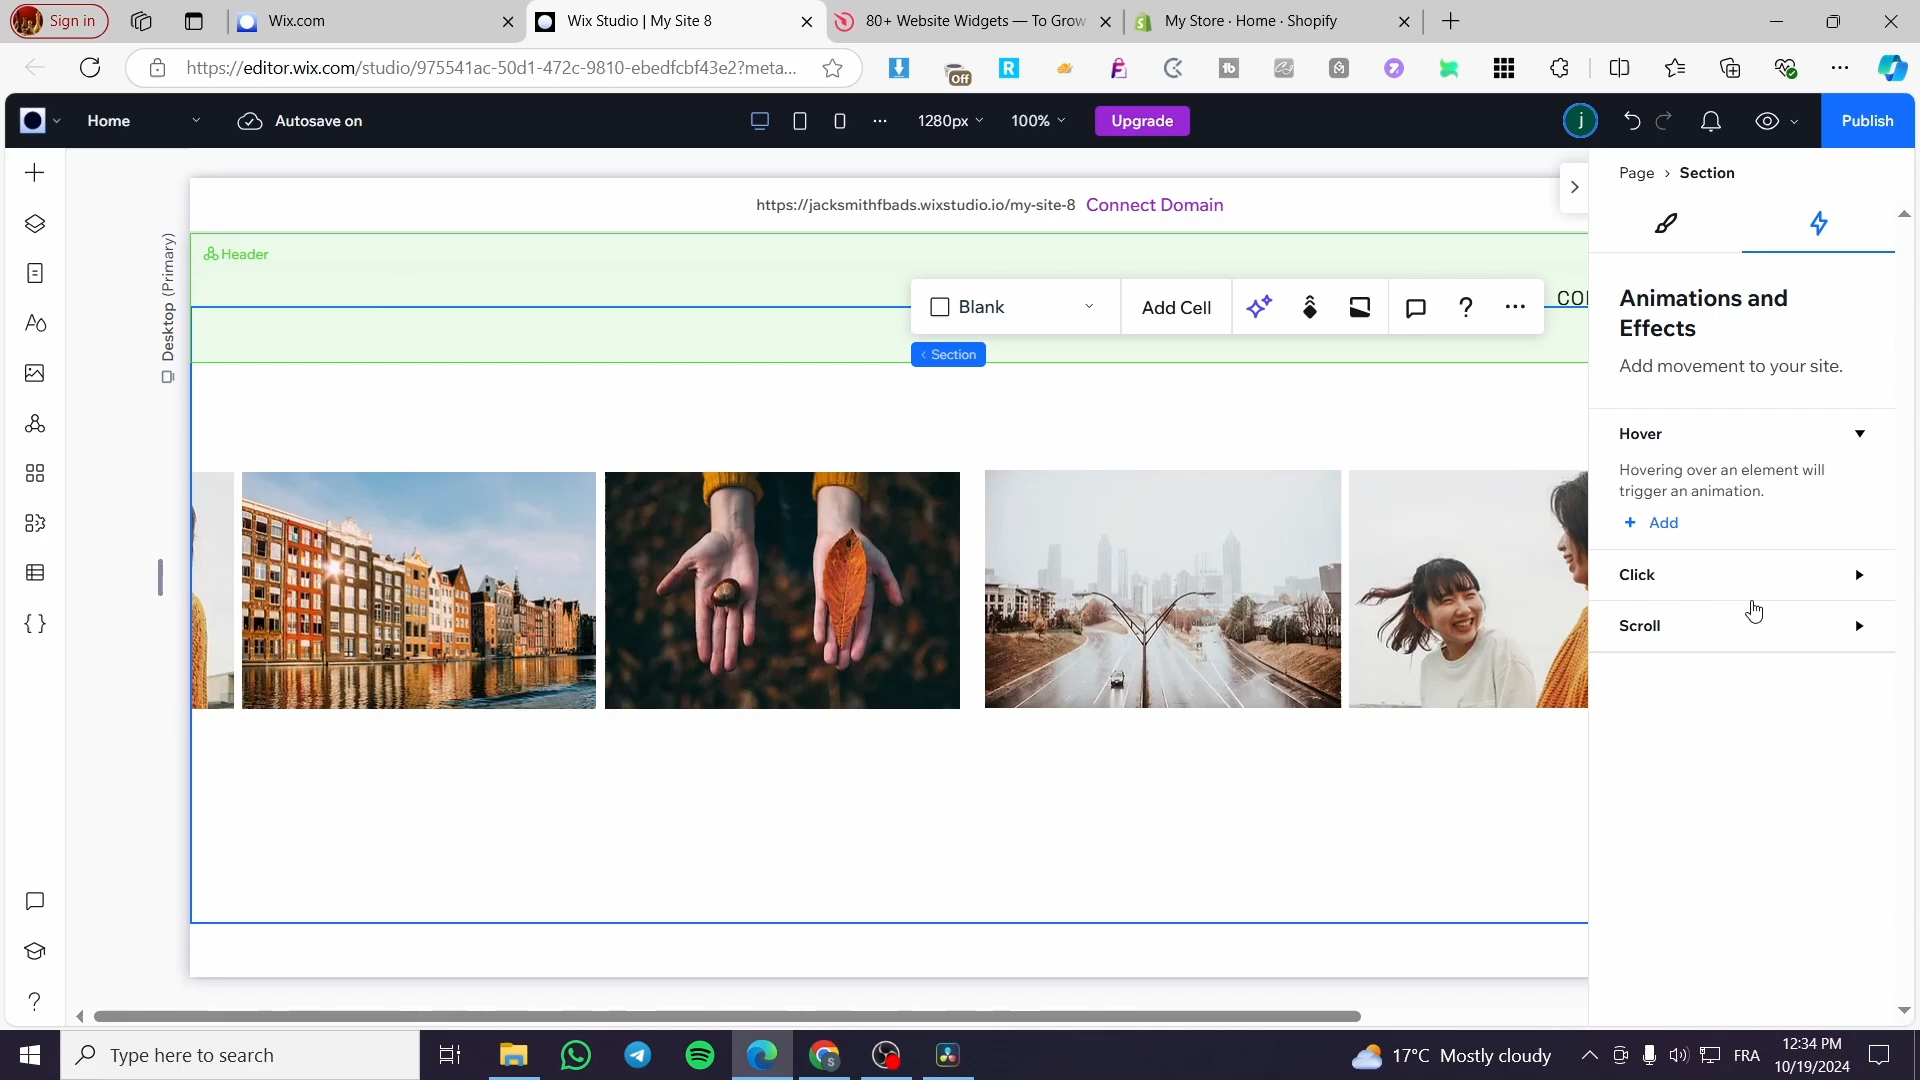 Sign in
Wix.com
Wix Studio | My Site 8
80+ Website Widgets — To Grow
My Store · Home · Shopify
https://editor.wix.com/studio/975541ac-50d1-472c-9810-ebedfcbf43e2?meta...
Off
R
tb
Home
Autosave on
1280px
100%
Upgrade
j
Publish
Page > Section
https://jacksmithfbads.wixstudio.io/my-site-8 Connect Domain
Desktop (Primary)
Header
Blank
Add Cell
CO
< Section
Animations and
Effects
Add movement to your site.
Hover
Hovering over an element will
trigger an animation.
+ Add
Click
Scroll
Type here to search
17°C Mostly cloudy
FRA
12:34 PM
10/19/2024